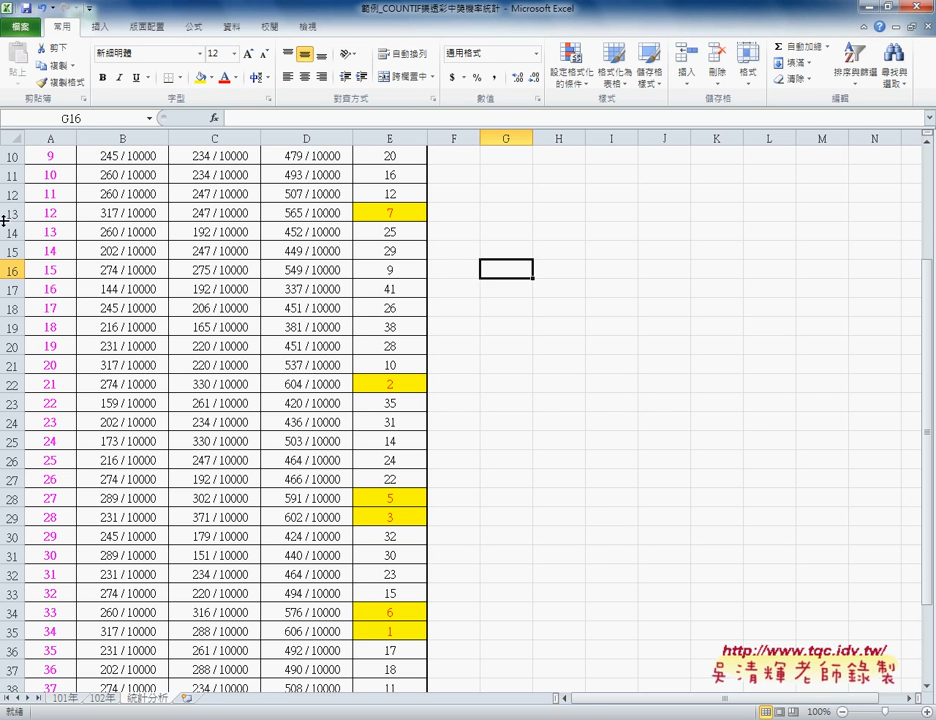 範例_COUNTIF擴透彩中獎機率統計 - Microsoft Excel
檔案 常用 插入 版面配置 公式 資料 校閱 檢視
剪下 新細明體 12 自動換列 通用格式 自動加總
貼上 複製 填滿
複製格式 跨欄置中 清除
設定格式化的條件 格式化為表格 儲存格樣式 插入 刪除 格式 排序與篩選 尋找與選取
剪貼簿 字型 對齊方式 數值 樣式 儲存格 編輯
G16 fx
A B C D E F G H I J K L M N
10 9 245 / 10000 234 / 10000 479 / 10000 20
11 10 260 / 10000 234 / 10000 493 / 10000 16
12 11 260 / 10000 247 / 10000 507 / 10000 12
13 12 317 / 10000 247 / 10000 565 / 10000 7
14 13 260 / 10000 192 / 10000 452 / 10000 25
15 14 202 / 10000 247 / 10000 449 / 10000 29
16 15 274 / 10000 275 / 10000 549 / 10000 9
17 16 144 / 10000 192 / 10000 337 / 10000 41
18 17 245 / 10000 206 / 10000 451 / 10000 26
19 18 216 / 10000 165 / 10000 381 / 10000 38
20 19 231 / 10000 220 / 10000 451 / 10000 28
21 20 317 / 10000 220 / 10000 537 / 10000 10
22 21 274 / 10000 330 / 10000 604 / 10000 2
23 22 159 / 10000 261 / 10000 420 / 10000 35
24 23 202 / 10000 234 / 10000 436 / 10000 31
25 24 173 / 10000 330 / 10000 503 / 10000 14
26 25 216 / 10000 247 / 10000 464 / 10000 24
27 26 274 / 10000 192 / 10000 466 / 10000 22
28 27 289 / 10000 302 / 10000 591 / 10000 5
29 28 231 / 10000 371 / 10000 602 / 10000 3
30 29 245 / 10000 179 / 10000 424 / 10000 32
31 30 289 / 10000 151 / 10000 440 / 10000 30
32 31 231 / 10000 234 / 10000 464 / 10000 23
33 32 274 / 10000 220 / 10000 494 / 10000 15
34 33 260 / 10000 316 / 10000 576 / 10000 6
35 34 317 / 10000 288 / 10000 606 / 10000 1
36 35 231 / 10000 261 / 10000 492 / 10000 17
37 36 202 / 10000 288 / 10000 490 / 10000 18
38 37 274 / 10000 234 / 10000 508 / 10000 11
http://www.tqc.idv.tw/
吳清輝老師錄製
101年 102年 統計分析
就緒 100%